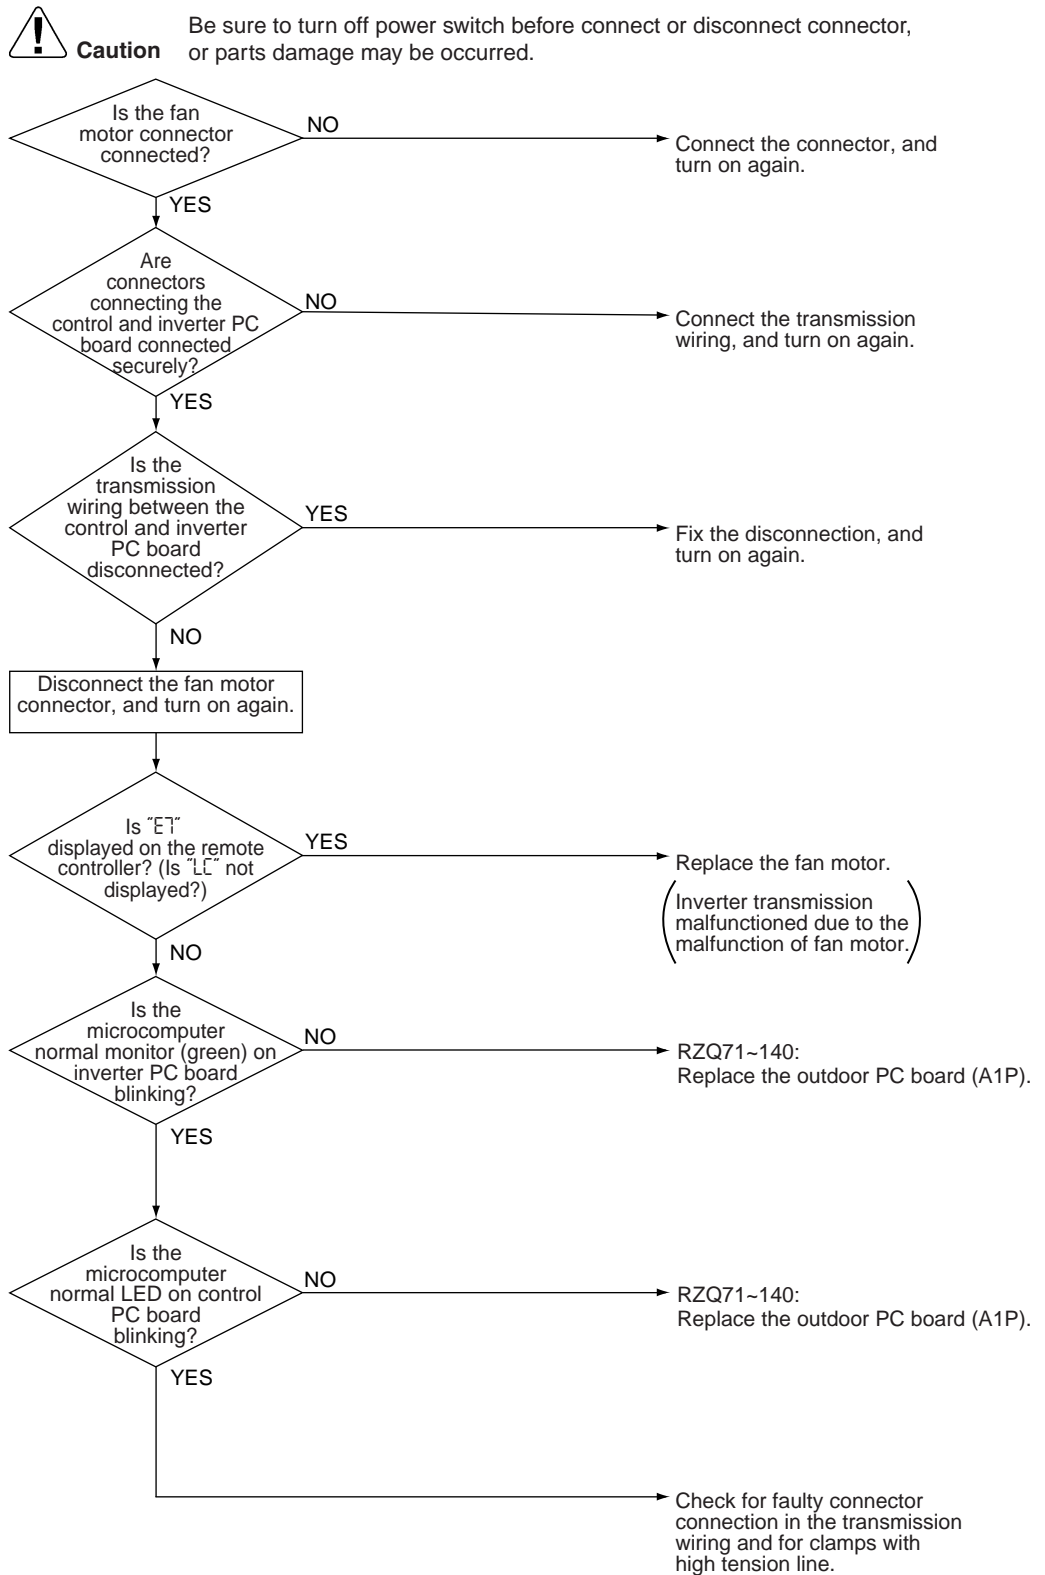 Caution
Be sure to turn off power switch before connect or disconnect connector,
or parts damage may be occurred.
Is the fan
motor connector
connected?
NO
Connect the connector, and
turn on again.
YES
Are
connectors
connecting the
control and inverter PC
board connected
securely?
NO
Connect the transmission
wiring, and turn on again.
YES
Is the
transmission
wiring between the
control and inverter
PC board
disconnected?
YES
Fix the disconnection, and
turn on again.
NO
Disconnect the fan motor
connector, and turn on again.
Is "E7"
displayed on the remote
controller? (Is "LC" not
displayed?)
YES
Replace the fan motor.
(Inverter transmission
malfunctioned due to the
malfunction of fan motor.)
NO
Is the
microcomputer
normal monitor (green) on
inverter PC board
blinking?
NO
RZQ71~140:
Replace the outdoor PC board (A1P).
YES
Is the
microcomputer
normal LED on control
PC board
blinking?
NO
RZQ71~140:
Replace the outdoor PC board (A1P).
YES
Check for faulty connector
connection in the transmission
wiring and for clamps with
high tension line.